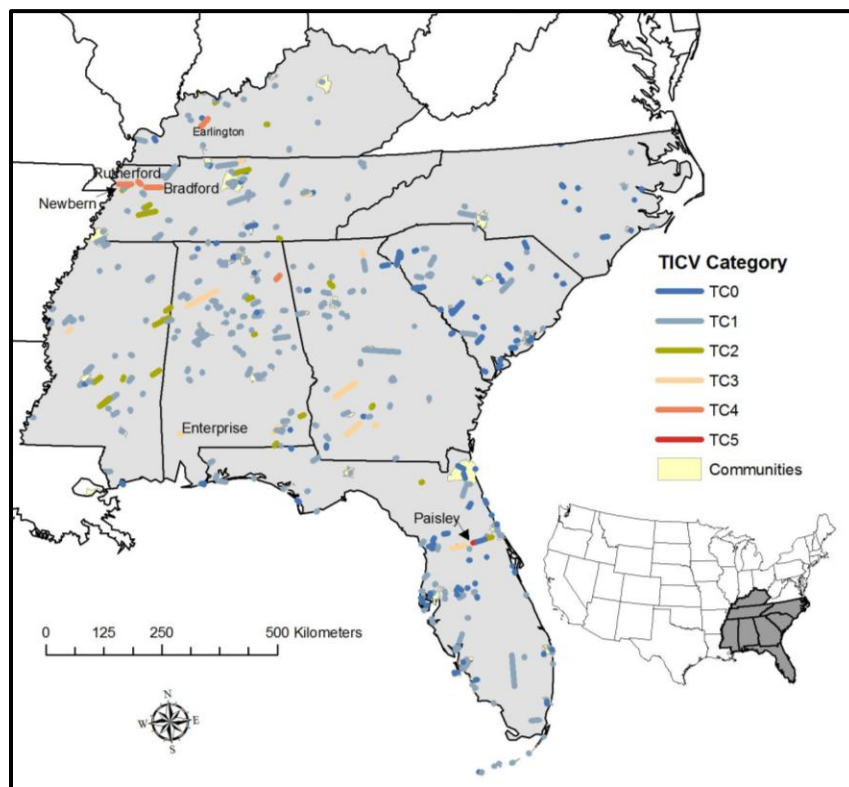 Earlington
Rutherford
Bradford
Newbern
TICV Category
TC0
TC1
TC2
TC3
TC4
TC5
Communities
Enterprise
Paisley
0 125 250 500 Kilometers
N
W E
S